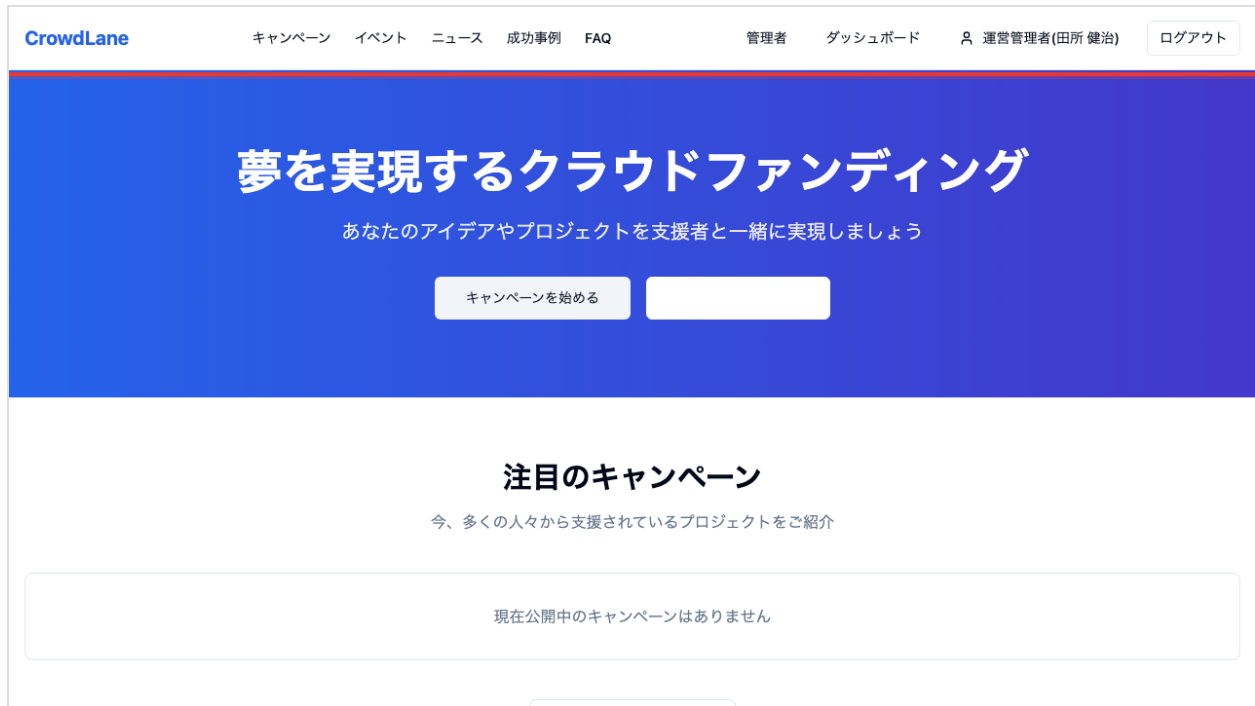 CrowdLane キャンペーン イベント ニュース 成功事例 FAQ 管理者 ダッシュボード 運営管理者(田所 健治) ログアウト
夢を実現するクラウドファンディング
あなたのアイデアやプロジェクトを支援者と一緒に実現しましょう
キャンペーンを始める
注目のキャンペーン
今、多くの人々から支援されているプロジェクトをご紹介
現在公開中のキャンペーンはありません